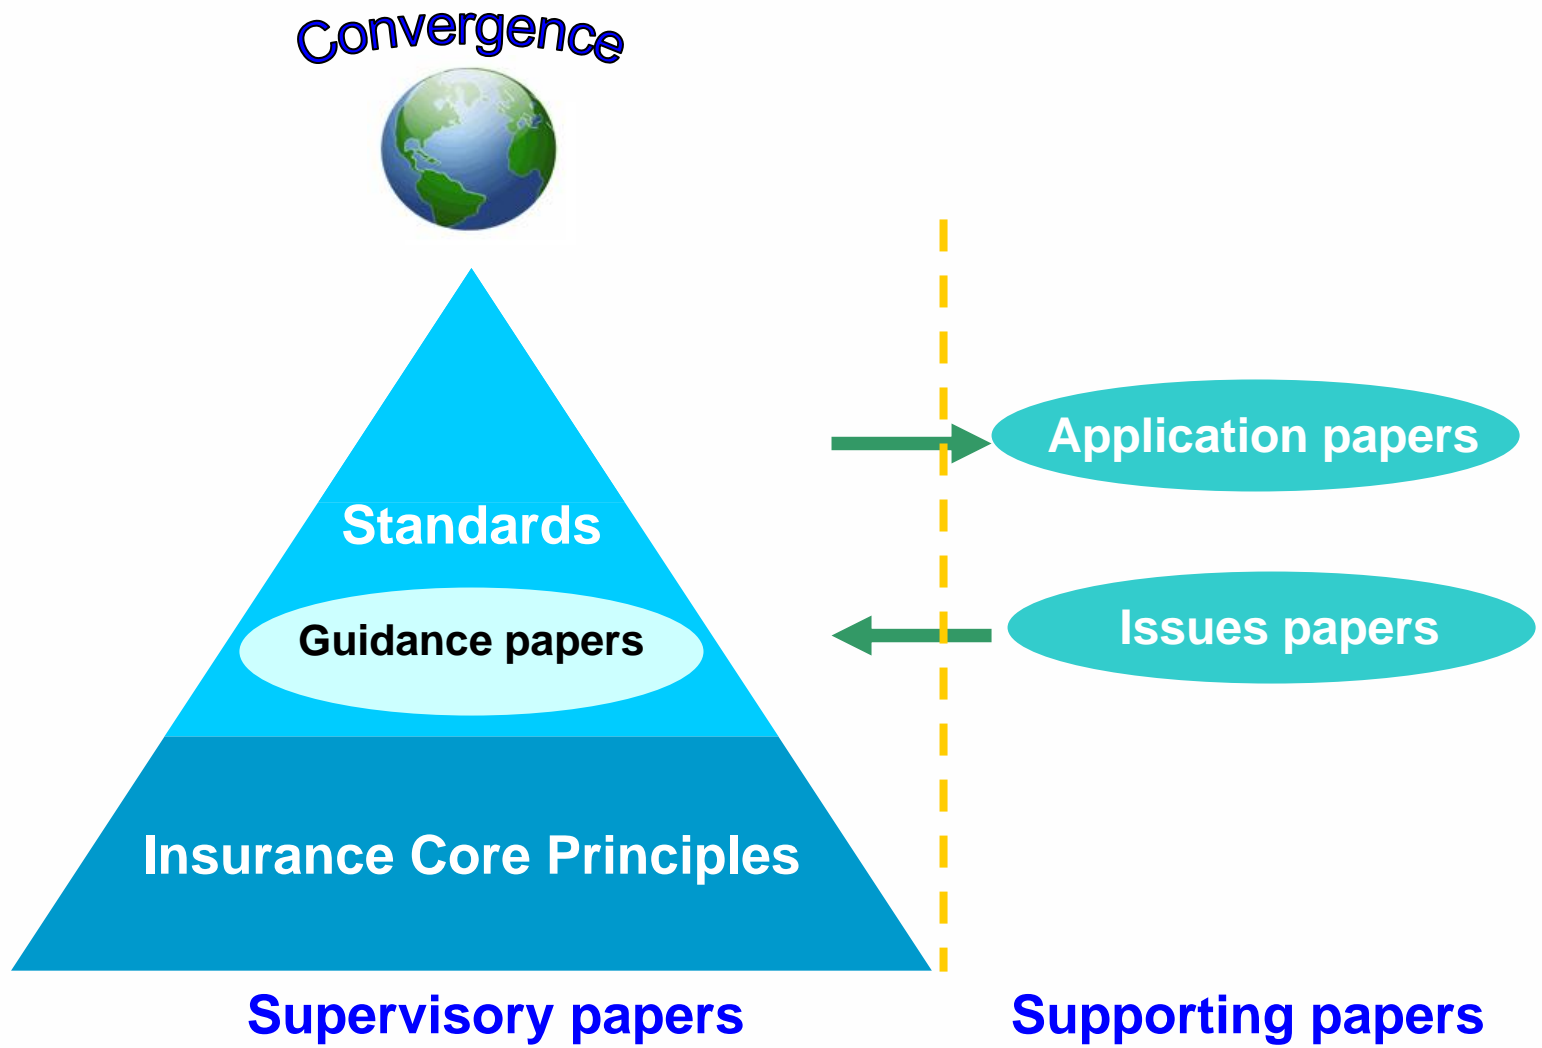 Convergence
Application papers
Standards
Issues papers
Guidance papers
Insurance Core Principles
Supervisory papers
Supporting papers